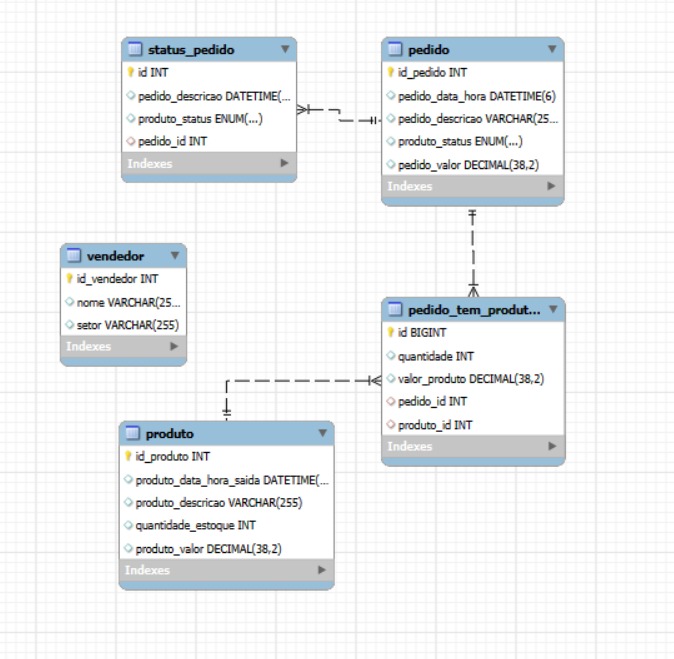 status_pedido
id INT
pedido_descricao DATETIME(...
produto_status ENUM(...)
pedido_id INT
Indexes
pedido
id_pedido INT
pedido_data_hora DATETIME(6)
pedido_descricao VARCHAR(25...
produto_status ENUM(...)
pedido_valor DECIMAL(38,2)
Indexes
vendedor
id_vendedor INT
nome VARCHAR(25...
setor VARCHAR(255)
Indexes
pedido_tem_produt...
id BIGINT
quantidade INT
valor_produto DECIMAL(38,2)
pedido_id INT
produto_id INT
Indexes
produto
id_produto INT
produto_data_hora_saida DATETIME(...
produto_descricao VARCHAR(255)
quantidade_estoque INT
produto_valor DECIMAL(38,2)
Indexes